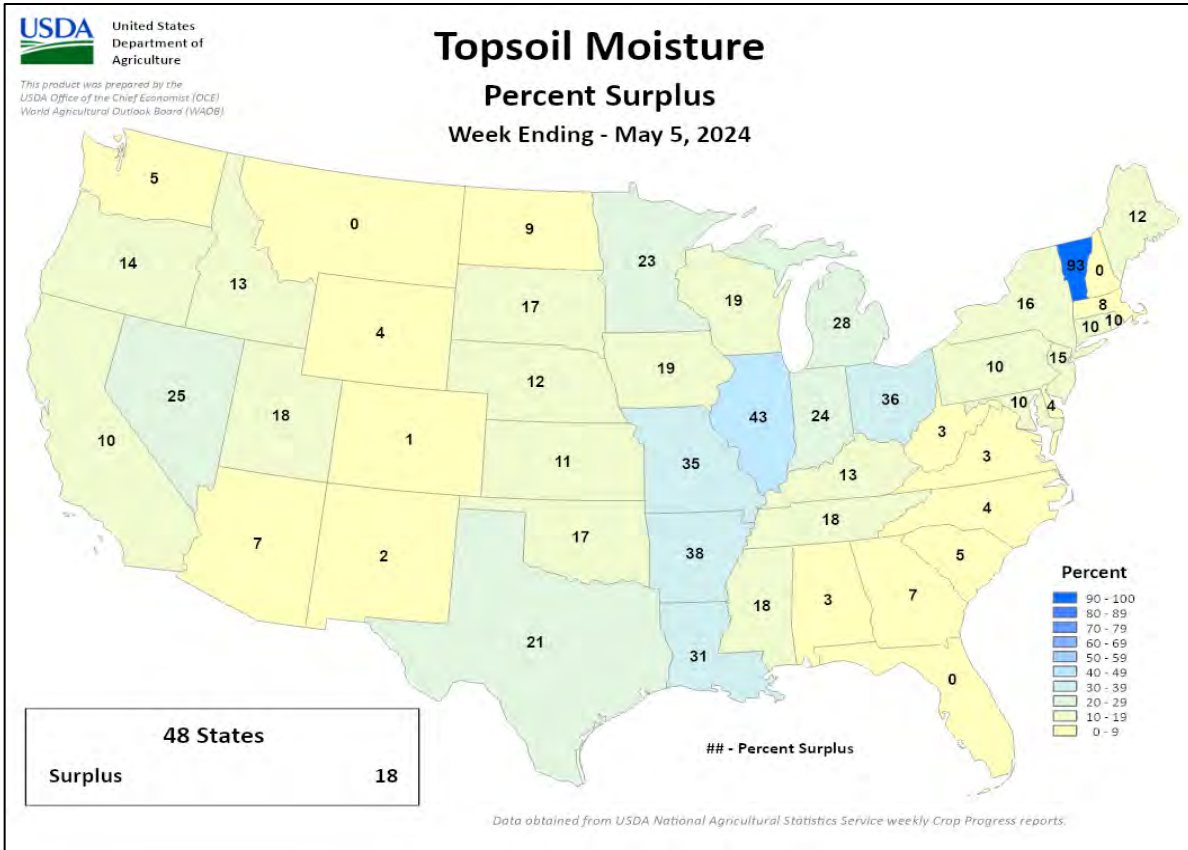 USDA
United States
Department of
Agriculture
This product was prepared by the
USDA Office of the Chief Economist (OCE)
World Agricultural Outlook Board (WAOB)
Topsoil Moisture
Percent Surplus
Week Ending - May 5, 2024
5
0
9
23
12
14
13
17
19
28
16
93
0
8
10
10
4
12
19
10
15
25
18
1
11
35
43
24
36
10
4
3
3
10
7
2
17
38
13
18
4
5
21
31
18
3
7
0
Percent
90 - 100
80 - 89
70 - 79
60 - 69
50 - 59
40 - 49
30 - 39
20 - 29
10 - 19
0 - 9
48 States
Surplus 18
## - Percent Surplus
Data obtained from USDA National Agricultural Statistics Service weekly Crop Progress reports.